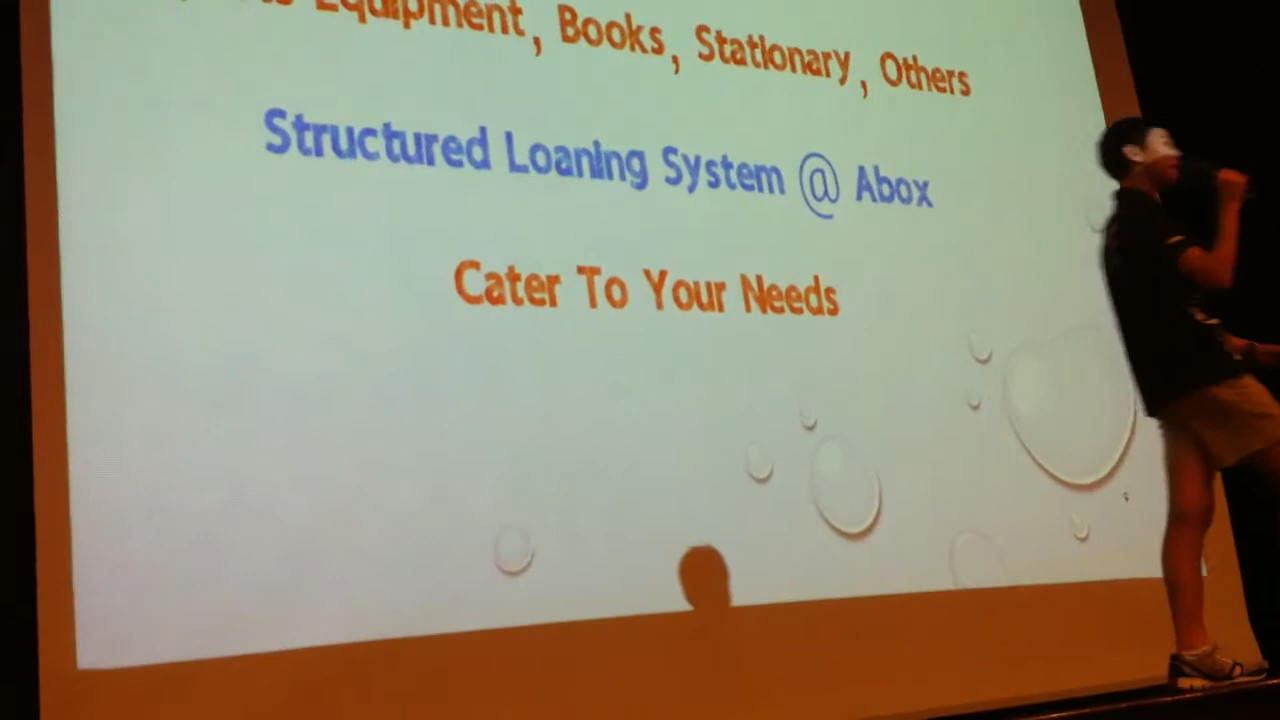 Equipment, Books, Stationary, Others
Structured Loaning System @ Abox
Cater To Your Needs